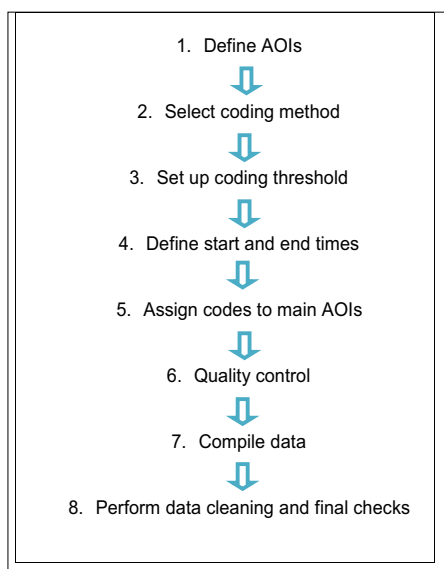 1. Define AOIs
2. Select coding method
3. Set up coding threshold
4. Define start and end times
5. Assign codes to main AOIs
6. Quality control
7. Compile data
8. Perform data cleaning and final checks